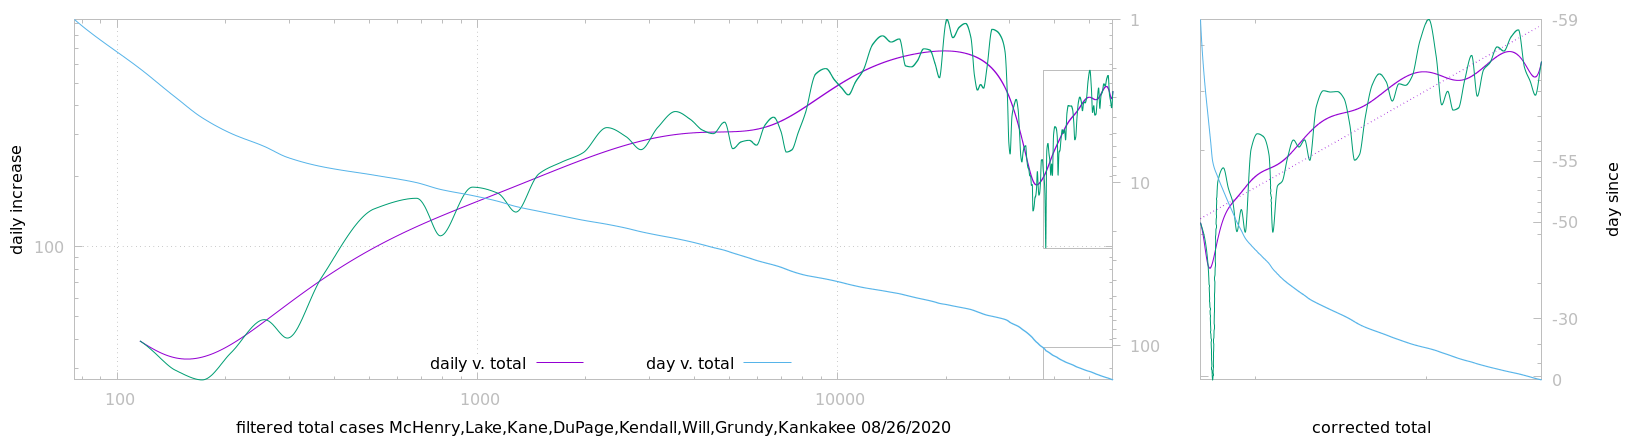 1
-59
-55
daily increase
10
day since
-50
100
-30
daily v. total
day v. total
100
0
100
1000
10000
filtered total cases McHenry,Lake,Kane,DuPage,Kendall,Will,Grundy,Kankakee 08/26/2020
corrected total